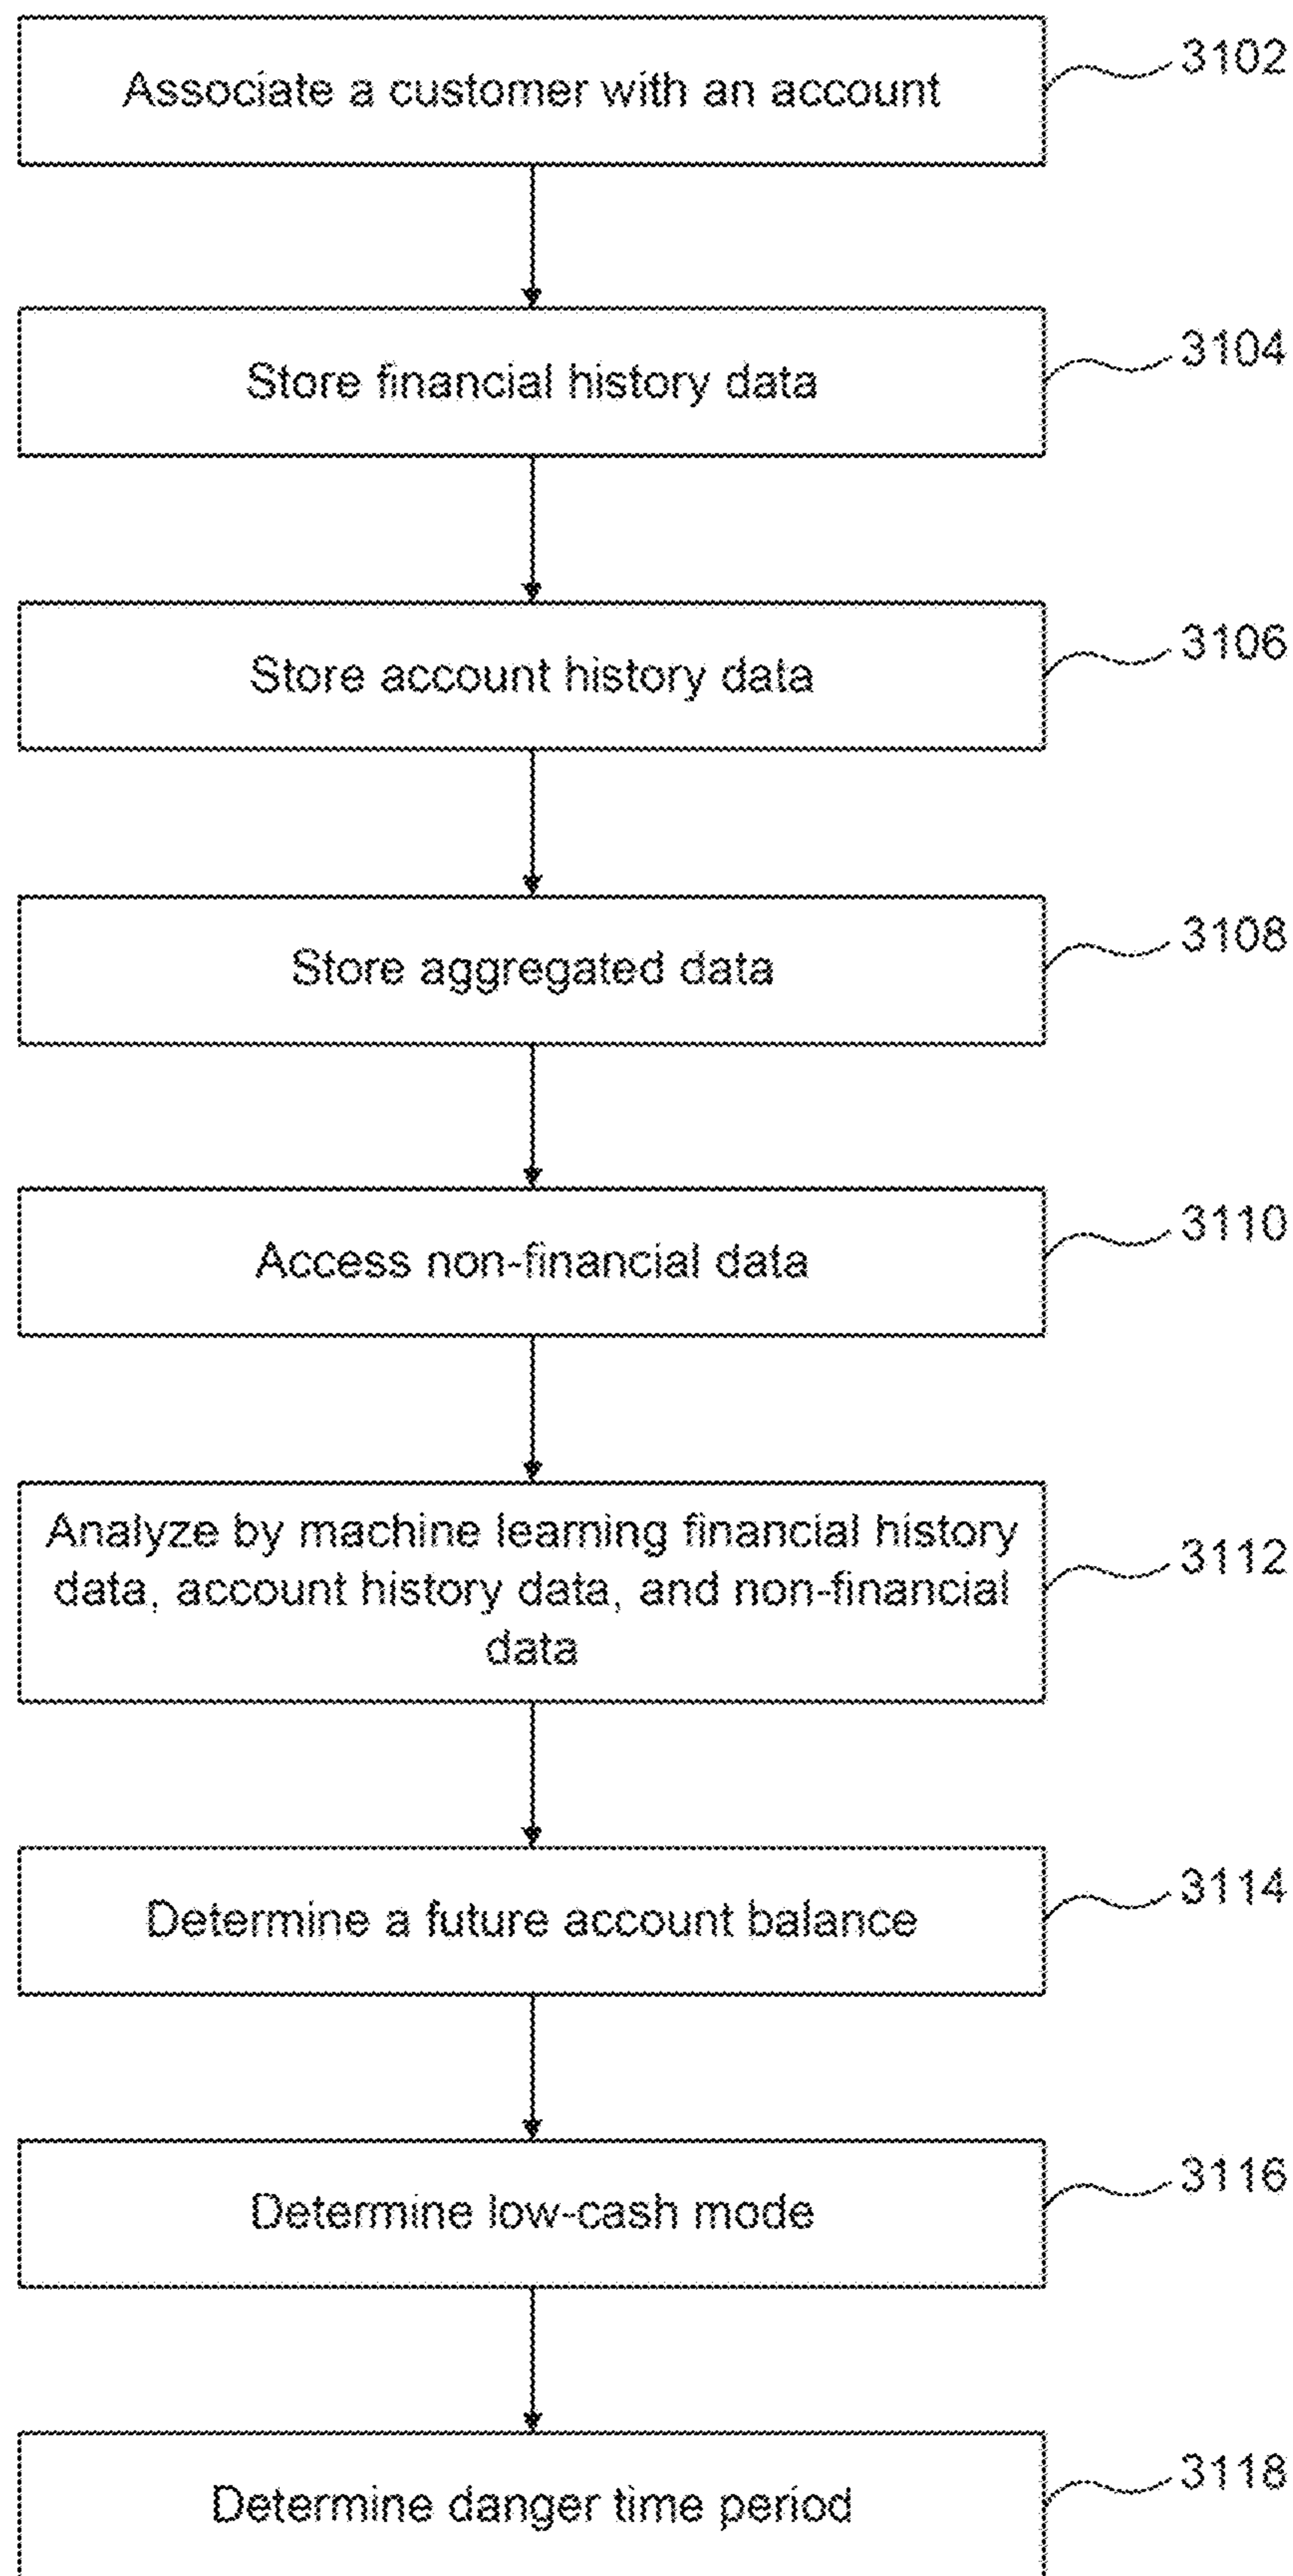 Associate a customer with an account
3102
Store financial history data
3104
Store account history data
3106
Store aggregated data
3108
Access non-financial data
3110
Analyze by machine learning financial history
data, account history data, and non-financial
data
3112
Determine a future account balance
3114
Determine low-cash mode
3116
Determine danger time period
3118